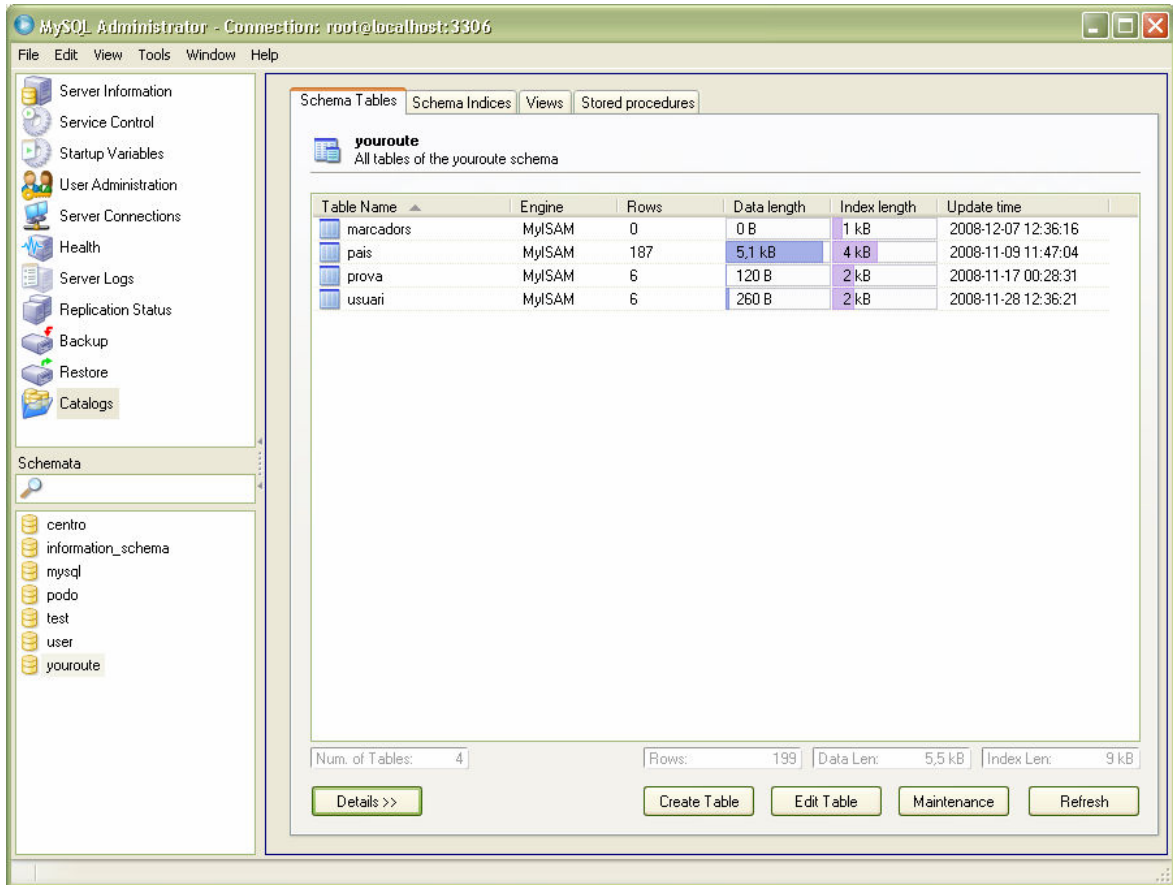 MySQL Administrator - Connection: root@localhost:3306
File Edit View Tools Window Help
Server Information
Service Control
Startup Variables
User Administration
Server Connections
Health
Server Logs
Replication Status
Backup
Restore
Catalogs
Schemata
centro
information_schema
mysql
podo
test
user
youroute
Schema Tables Schema Indices Views Stored procedures
youroute
All tables of the youroute schema
Table Name Engine Rows Data length Index length Update time
marcadors MyISAM 0 0 B 1 kB 2008-12-07 12:36:16
pais MyISAM 187 5,1 kB 4 kB 2008-11-09 11:47:04
prova MyISAM 6 120 B 2 kB 2008-11-17 00:28:31
usuari MyISAM 6 260 B 2 kB 2008-11-28 12:36:21
Num. of Tables: 4 Rows: 199 Data Len: 5,5 kB Index Len: 9 kB
Details >> Create Table Edit Table Maintenance Refresh